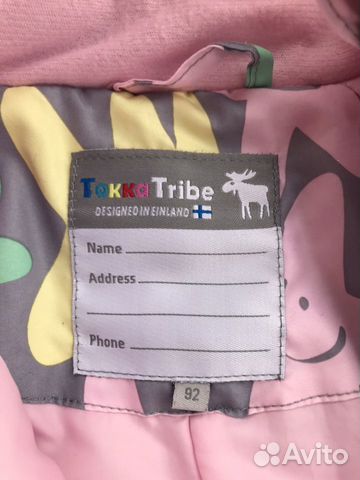 Tokka Tribe
DESIGNED IN FINLAND
Name
Address
Phone
92
Avito